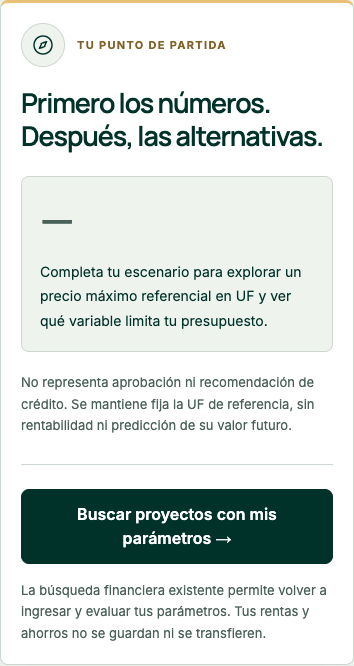 TU PUNTO DE PARTIDA
Primero los números.
Después, las alternativas.
—
Completa tu escenario para explorar un
precio máximo referencial en UF y ver
qué variable limita tu presupuesto.
No representa aprobación ni recomendación de
crédito. Se mantiene fija la UF de referencia, sin
rentabilidad ni predicción de su valor futuro.
Buscar proyectos con mis
parámetros →
La búsqueda financiera existente permite volver a
ingresar y evaluar tus parámetros. Tus rentas y
ahorros no se guardan ni se transfieren.